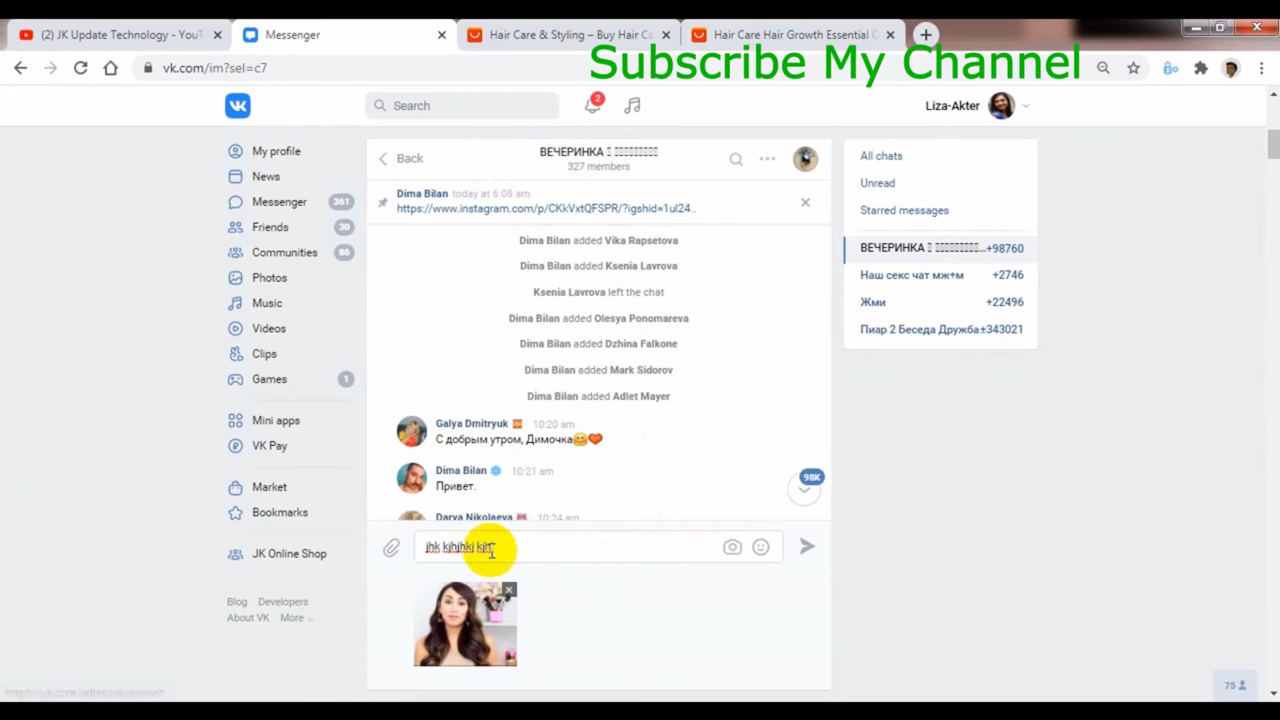 (2) JK Update Technology - YouT
Messenger
Hair Care & Styling – Buy Hair Ca
Hair Care Hair Growth Essential O
Subscribe My Channel
vk.com/im?sel=c7
Search
2
Liza-Akter
My profile
News
Messenger 361
Friends 30
Communities 86
Photos
Music
Videos
Clips
Games 1
Mini apps
VK Pay
Market
Bookmarks
JK Online Shop
Blog Developers
About VK More
Back
ВЕЧЕРИНКА
327 members
Dima Bilan today at 6:08 am
https://www.instagram.com/p/CKkVxtQFSPR/?igshid=1ul24..
Dima Bilan added Vika Rapsetova
Dima Bilan added Ksenia Lavrova
Ksenia Lavrova left the chat
Dima Bilan added Olesya Ponomareva
Dima Bilan added Dzhina Falkone
Dima Bilan added Mark Sidorov
Dima Bilan added Adlet Mayer
Galya Dmitryuk 10:20 am
С добрым утром, Димочка
Dima Bilan 10:21 am
Привет.
98K
Darya Nikolaeva 10:24 am
jhk kjhjhkj kjh
All chats
Unread
Starred messages
ВЕЧЕРИНКА ...+98760
Наш секс чат мж+м +2746
Жми +22496
Пиар 2 Беседа Дружба +343021
75